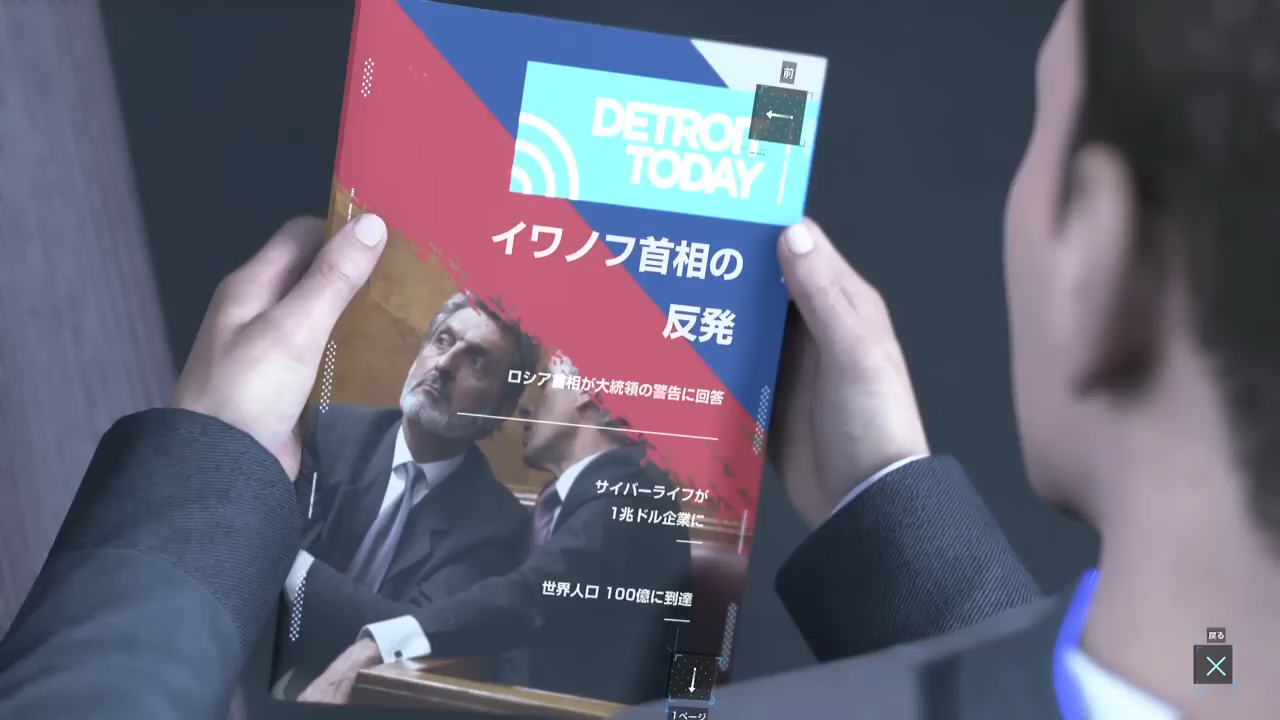 前
DETROIT
TODAY
イワノフ首相の
反発
ロシア首相が大統領の警告に回答
サイバーライフが
1兆ドル企業に
世界人口 100億に到達
1ページ
戻る